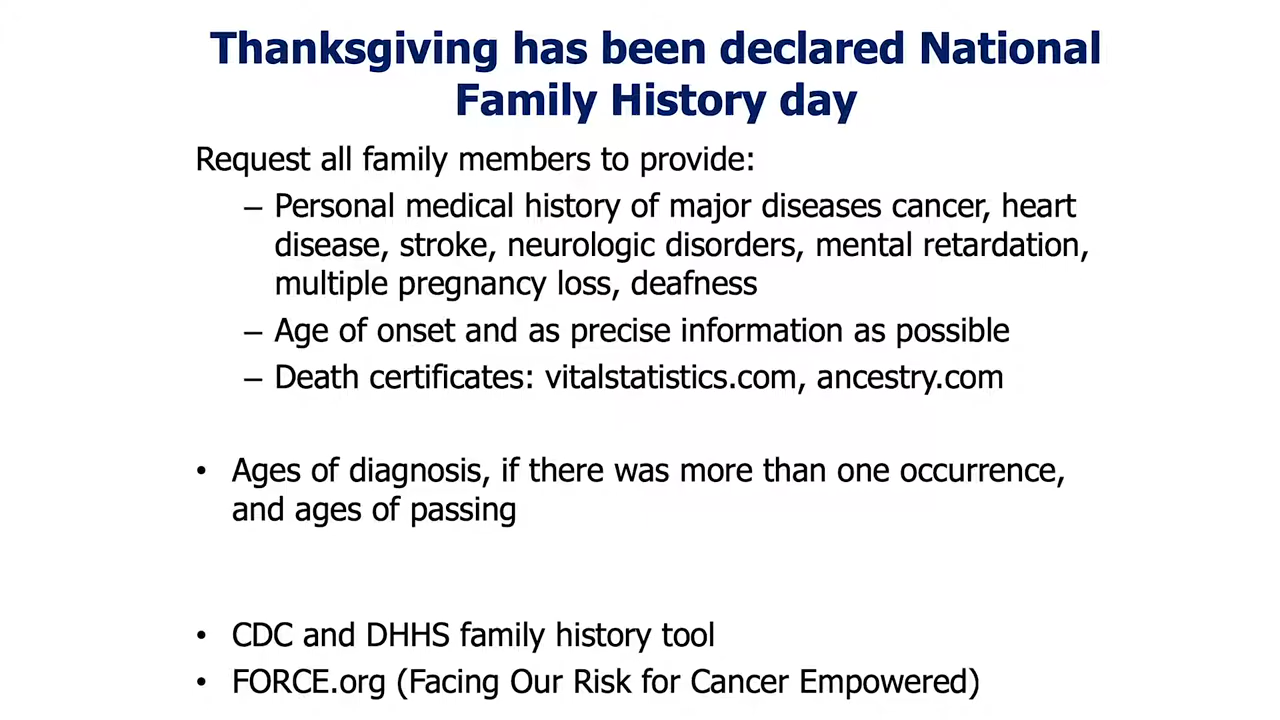 Thanksgiving has been declared National
Family History day
Request all family members to provide:
– Personal medical history of major diseases cancer, heart
disease, stroke, neurologic disorders, mental retardation,
multiple pregnancy loss, deafness
– Age of onset and as precise information as possible
– Death certificates: vitalstatistics.com, ancestry.com
• Ages of diagnosis, if there was more than one occurrence,
and ages of passing
• CDC and DHHS family history tool
• FORCE.org (Facing Our Risk for Cancer Empowered)